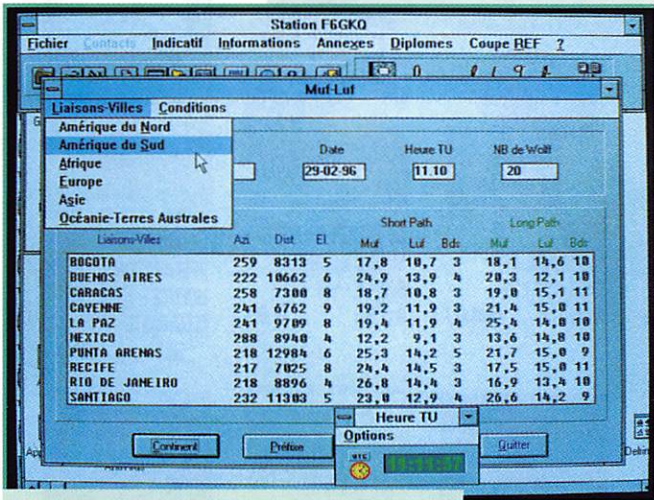 Station F6GKQ
Fichier Contacts Indicatif Informations Annexes Diplomes Coupe REF ?
Muf-Luf
Liaisons-Villes Conditions
Amérique du Nord
Amérique du Sud
Afrique
Europe
Asie
Océanie-Terres Australes
Date Heure TU NB de Wolff
29-02-96 11.10 20
Short Path Long Path
Liaisons-Villes Azi. Dist. El. Muf Luf Bds Muf Luf Bds
BOGOTA 259 8313 5 17,8 10,7 3 18,1 14,6 10
BUENOS AIRES 222 10662 6 24,9 13,9 4 20,3 12,1 10
CARACAS 258 7300 8 18,7 10,8 3 19,0 15,1 11
CAYENNE 241 6762 9 19,2 11,9 3 21,4 15,0 11
LA PAZ 241 9709 8 19,4 11,9 4 25,4 14,0 10
MEXICO 288 8940 4 12,2 9,1 3 13,6 14,8 10
PUNTA ARENAS 218 12984 6 25,3 14,2 5 21,7 15,0 9
RECIFE 217 7025 8 24,4 14,5 3 17,5 15,0 11
RIO DE JANEIRO 218 8896 4 26,8 14,4 3 16,9 13,4 10
SANTIAGO 232 11303 5 23,0 12,9 4 26,6 14,2 9
Heure TU
Options
Continent Préfixe Quitter
UTC